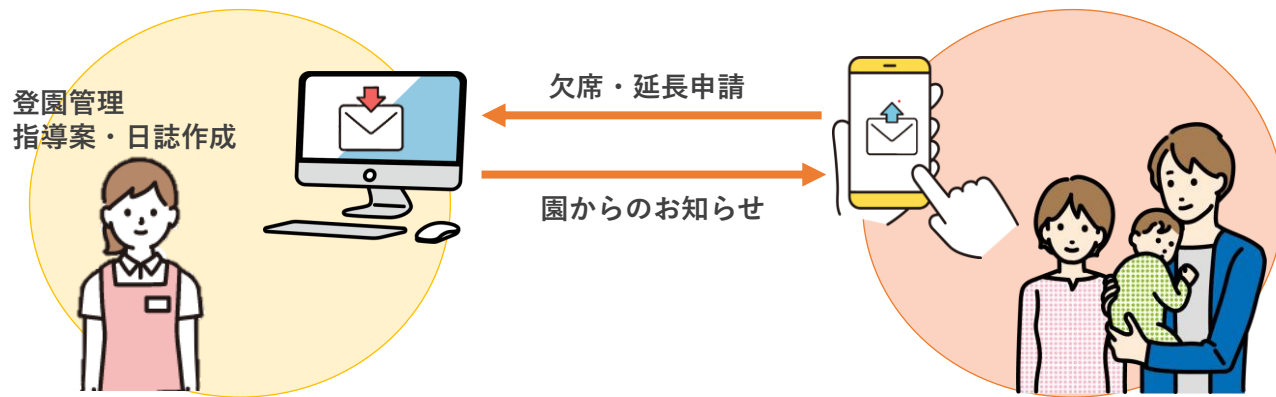 登園管理
指導案・日誌作成
欠席・延長申請
園からのお知らせ